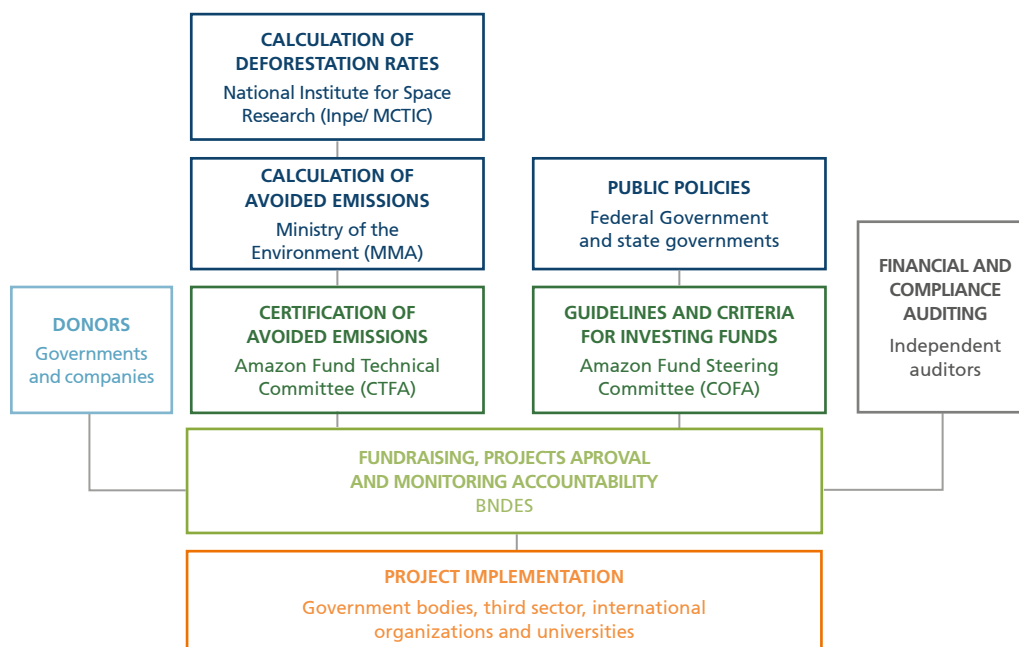 CALCULATION OF
DEFORESTATION RATES
National Institute for Space
Research (Inpe/ MCTIC)
CALCULATION OF
AVOIDED EMISSIONS
Ministry of the
Environment (MMA)
PUBLIC POLICIES
Federal Government
and state governments
FINANCIAL AND
COMPLIANCE
AUDITING
Independent
auditors
DONORS
Governments
and companies
CERTIFICATION OF
AVOIDED EMISSIONS
Amazon Fund Technical
Committee (CTFA)
GUIDELINES AND CRITERIA
FOR INVESTING FUNDS
Amazon Fund Steering
Committee (COFA)
FUNDRAISING, PROJECTS APROVAL
AND MONITORING ACCOUNTABILITY
BNDES
PROJECT IMPLEMENTATION
Government bodies, third sector, international
organizations and universities